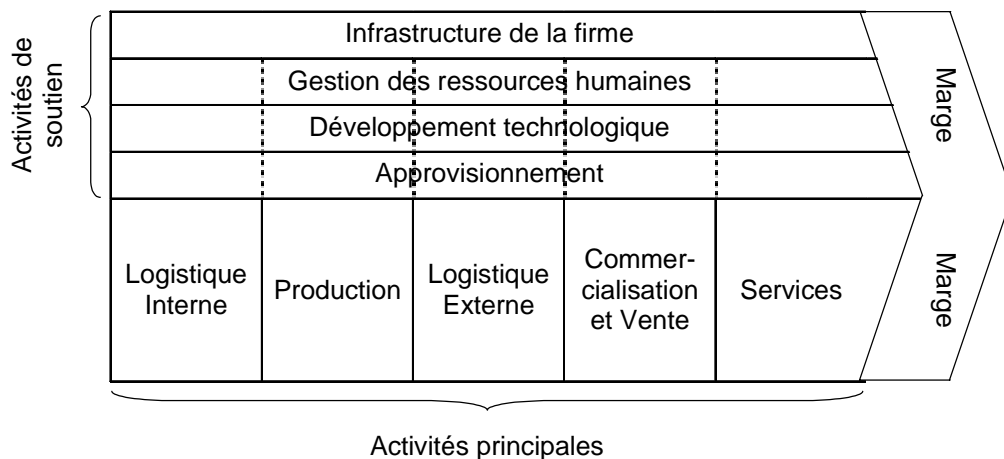 Activités de
soutien
Infrastructure de la firme
Gestion des ressources humaines
Développement technologique
Approvisionnement
Marge
Logistique
Interne
Production
Logistique
Externe
Commer-
cialisation
et Vente
Services
Marge
Activités principales